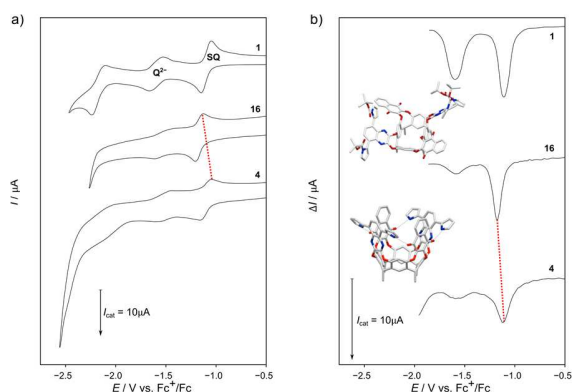 a)
1
SQ
Q²⁻
16
4
I / µA
I_cat = 10µA
−2.5 −2.0 −1.5 −1.0 −0.5
E / V vs. Fc⁺/Fc
b)
1
16
4
ΔI / µA
I_cat = 10µA
−2.5 −2.0 −1.5 −1.0 −0.5
E / V vs. Fc⁺/Fc